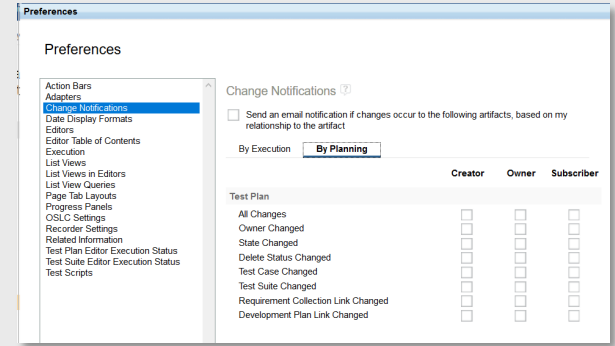 Preferences
Preferences
Action Bars
Adapters
Change Notifications
Date Display Formats
Editors
Editor Table of Contents
Execution
List Views
List Views in Editors
List View Queries
Page Tab Layouts
Progress Panels
OSLC Settings
Recorder Settings
Related Information
Test Plan Editor Execution Status
Test Suite Editor Execution Status
Test Scripts
Change Notifications ?
Send an email notification if changes occur to the following artifacts, based on my
relationship to the artifact
By Execution By Planning
Creator Owner Subscriber
Test Plan
All Changes
Owner Changed
State Changed
Delete Status Changed
Test Case Changed
Test Suite Changed
Requirement Collection Link Changed
Development Plan Link Changed